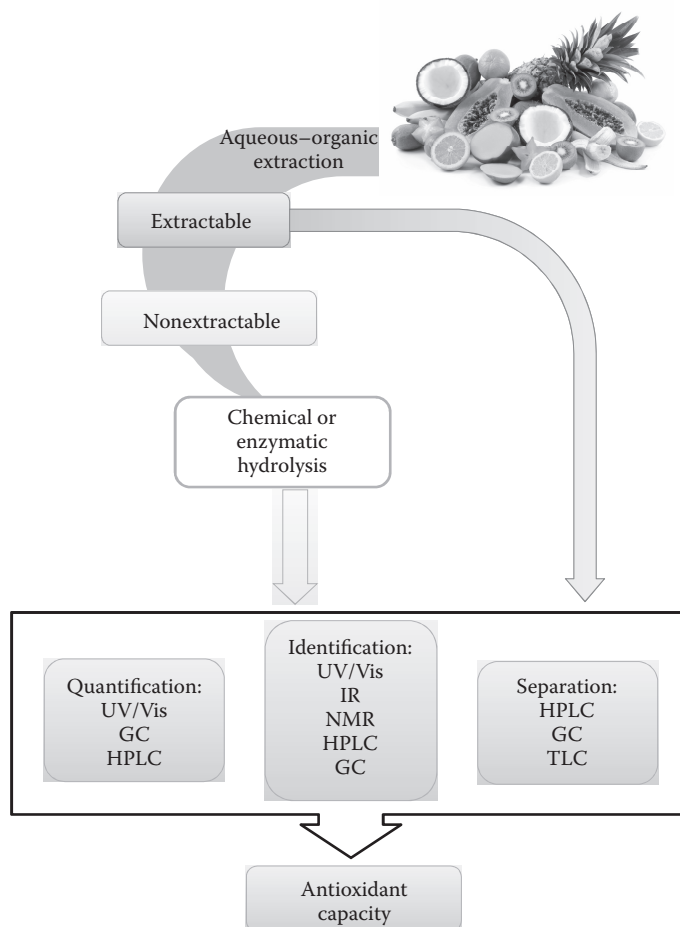 Aqueous–organic
extraction
Extractable
Nonextractable
Chemical or
enzymatic
hydrolysis
Quantification:
UV/Vis
GC
HPLC
Identification:
UV/Vis
IR
NMR
HPLC
GC
Separation:
HPLC
GC
TLC
Antioxidant
capacity